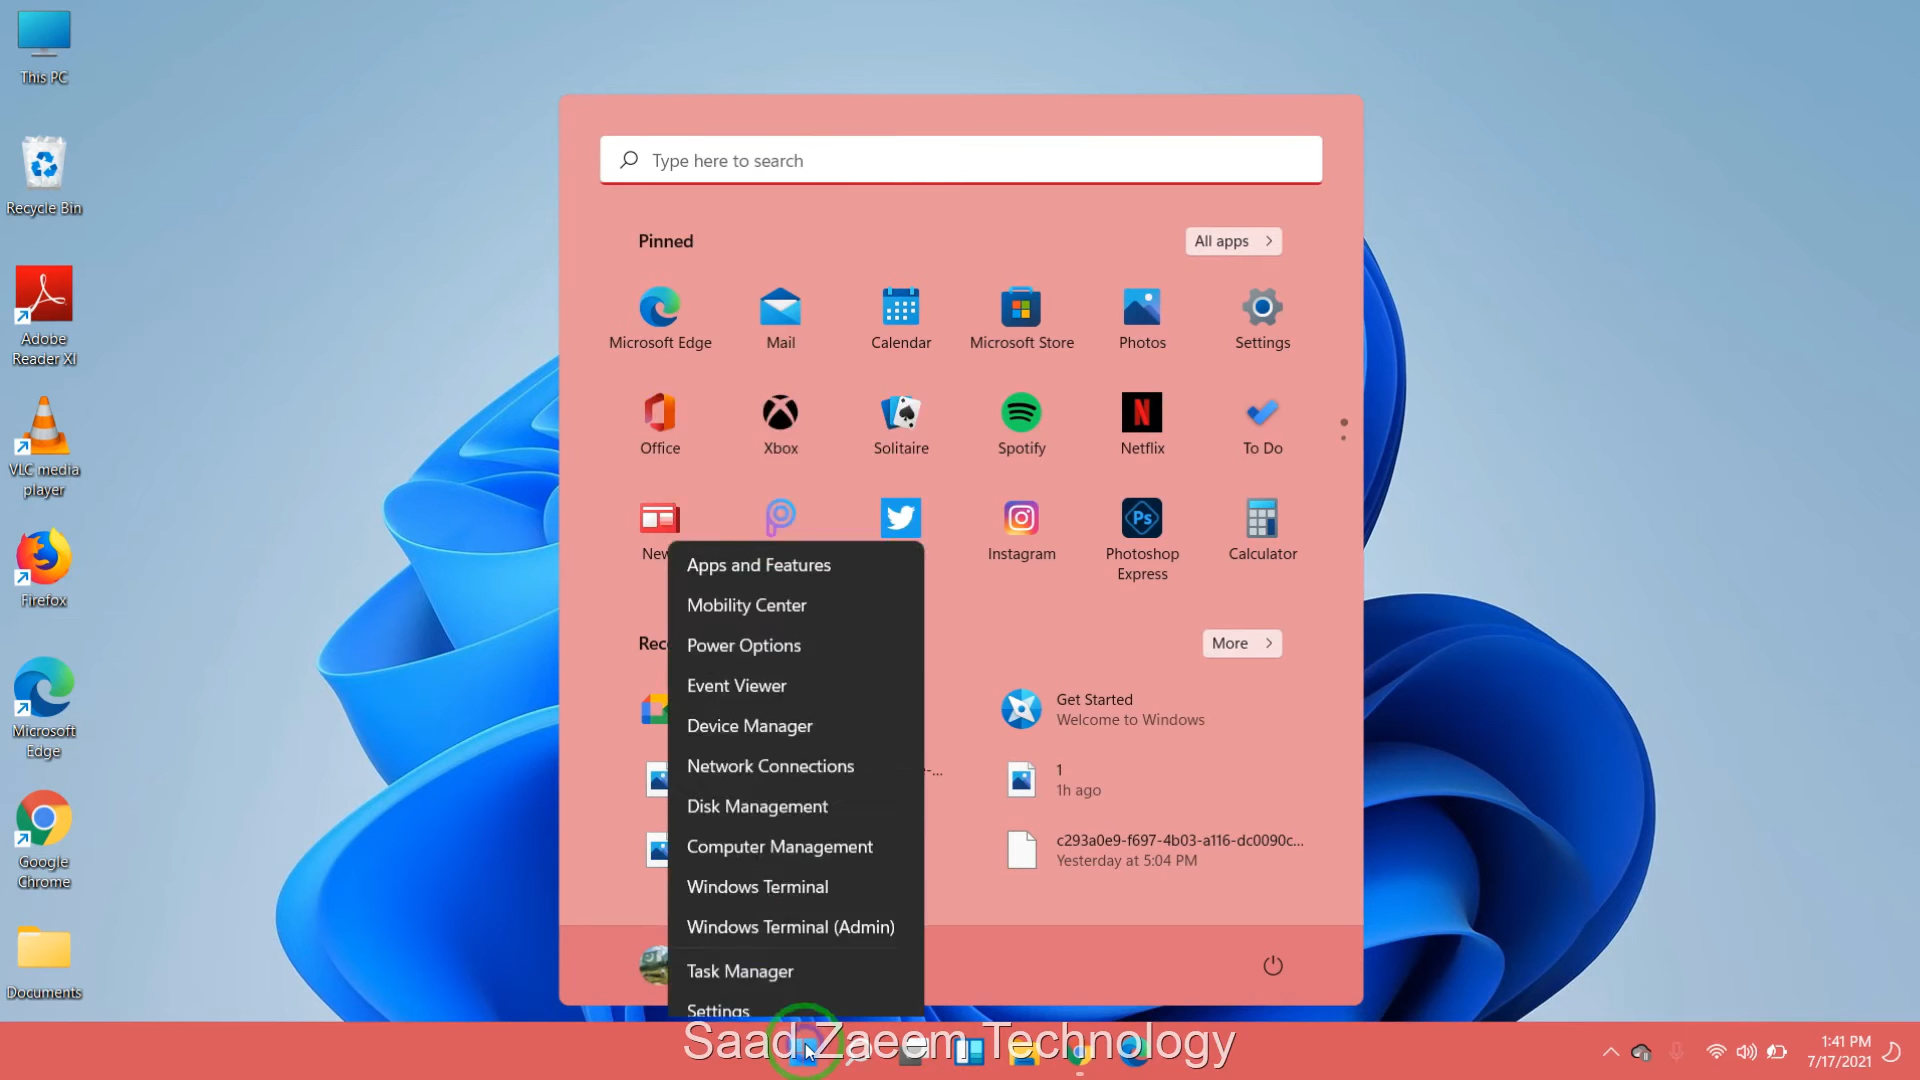 This PC
Recycle Bin
Adobe
Reader XI
VLC media
player
Firefox
Microsoft
Edge
Google
Chrome
Documents
Type here to search
Pinned
All apps
Microsoft Edge
Mail
Calendar
Microsoft Store
Photos
Settings
Office
Xbox
Solitaire
Spotify
Netflix
To Do
New
Instagram
Photoshop
Express
Calculator
Ps
Apps and Features
Mobility Center
Power Options
Event Viewer
Device Manager
Network Connections
Disk Management
Computer Management
Windows Terminal
Windows Terminal (Admin)
Task Manager
Settings
Rec
More
Get Started
Welcome to Windows
-...
1
1h ago
c293a0e9-f697-4b03-a116-dc0090c...
Yesterday at 5:04 PM
Saad Zaeem Technology
1:41 PM
7/17/2021